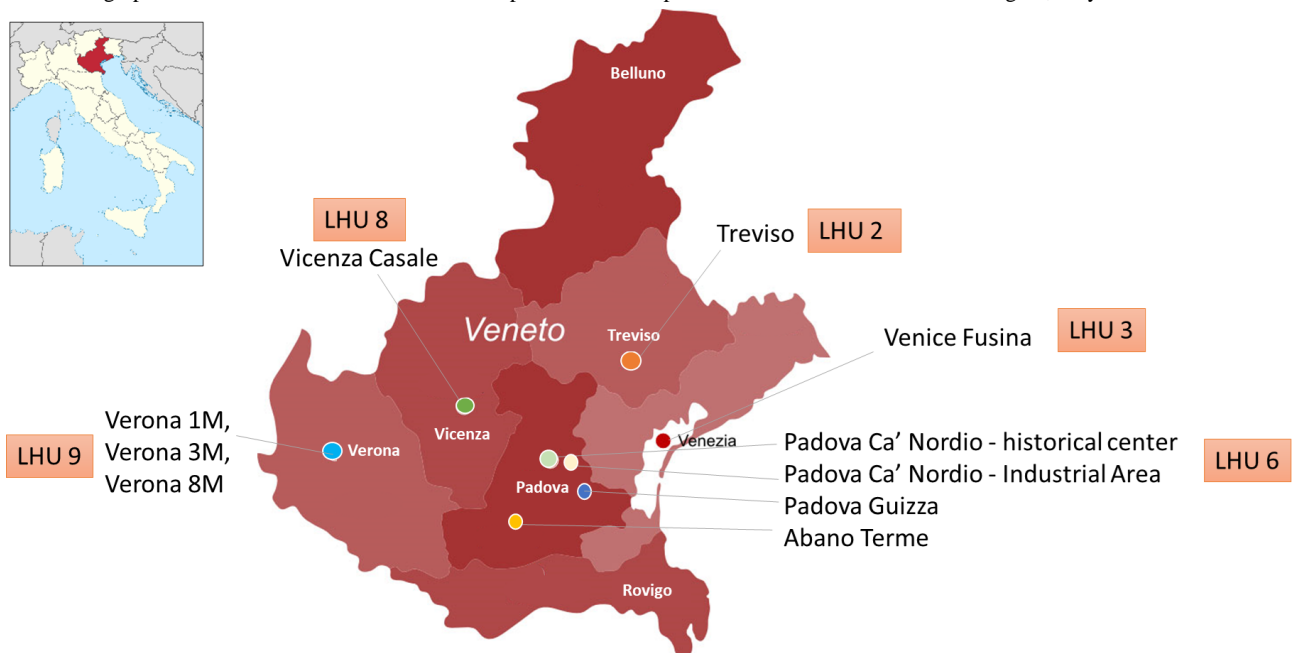 Belluno
LHU 8
Vicenza Casale
Treviso
LHU 2
Veneto
Treviso
Venice Fusina
LHU 3
Verona 1M,
Verona 3M,
Verona 8M
LHU 9
Verona
Vicenza
Venezia
Padova
Padova Ca' Nordio - historical center
Padova Ca' Nordio - Industrial Area
Padova Guizza
Abano Terme
LHU 6
Rovigo